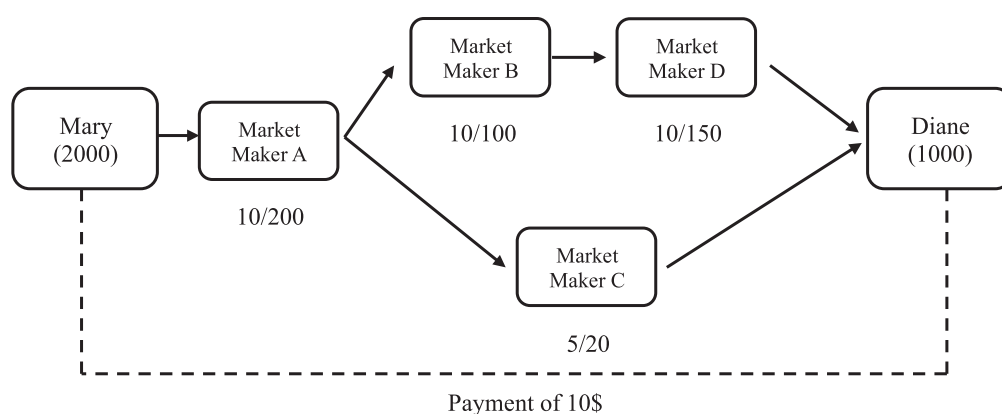 Mary
(2000)
Market
Maker A
10/200
Market
Maker B
10/100
Market
Maker D
10/150
Market
Maker C
5/20
Diane
(1000)
Payment of 10$